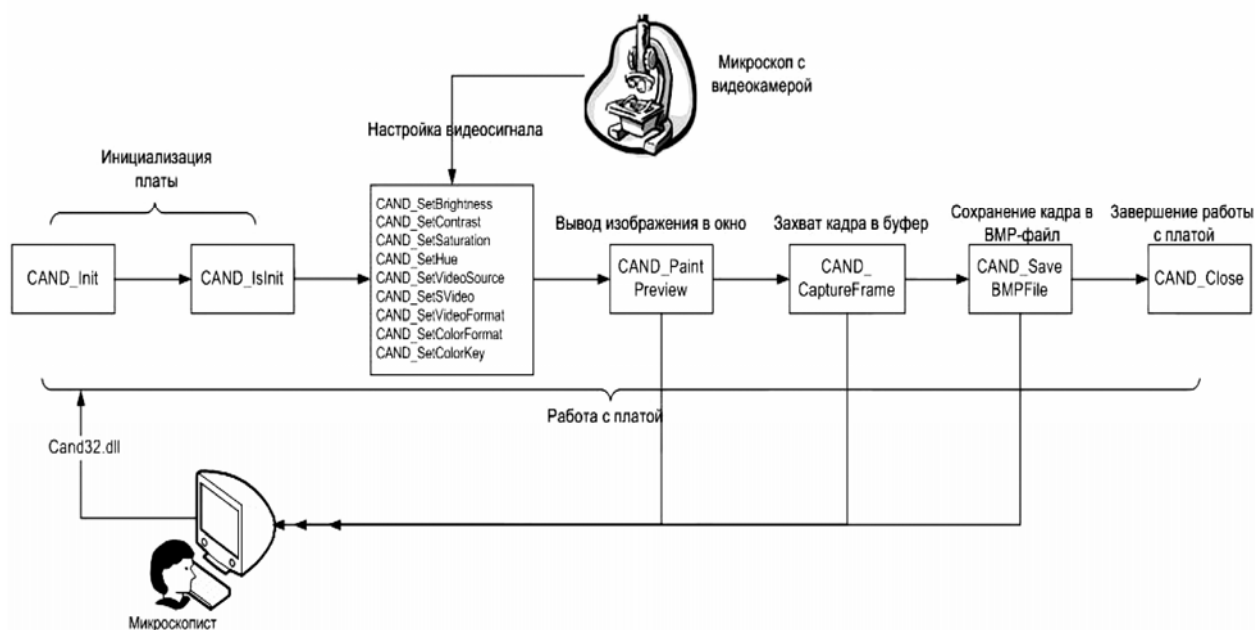 Микроскоп с
видеокамерой
Настройка видеосигнала
Инициализация
платы
CAND_Init
CAND_IsInit
CAND_SetBrightness
CAND_SetContrast
CAND_SetSaturation
CAND_SetHue
CAND_SetVideoSource
CAND_SetSVideo
CAND_SetVideoFormat
CAND_SetColorFormat
CAND_SetColorKey
Вывод изображения в окно
CAND_Paint
Preview
Захват кадра в буфер
CAND_
CaptureFrame
Сохранение кадра в
BMP-файл
CAND_Save
BMPFile
Завершение работы
с платой
CAND_Close
Работа с платой
Cand32.dll
Микроскопист